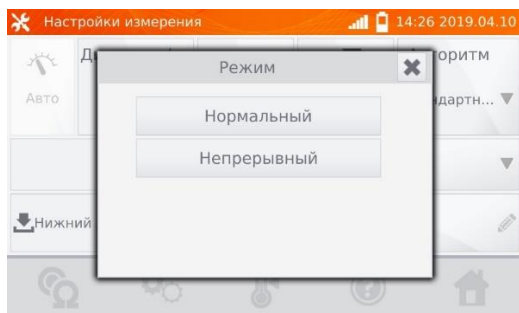 Настройки измерения 14:26 2019.04.10
Режим
Авто
Нормальный
Непрерывный
Нижний